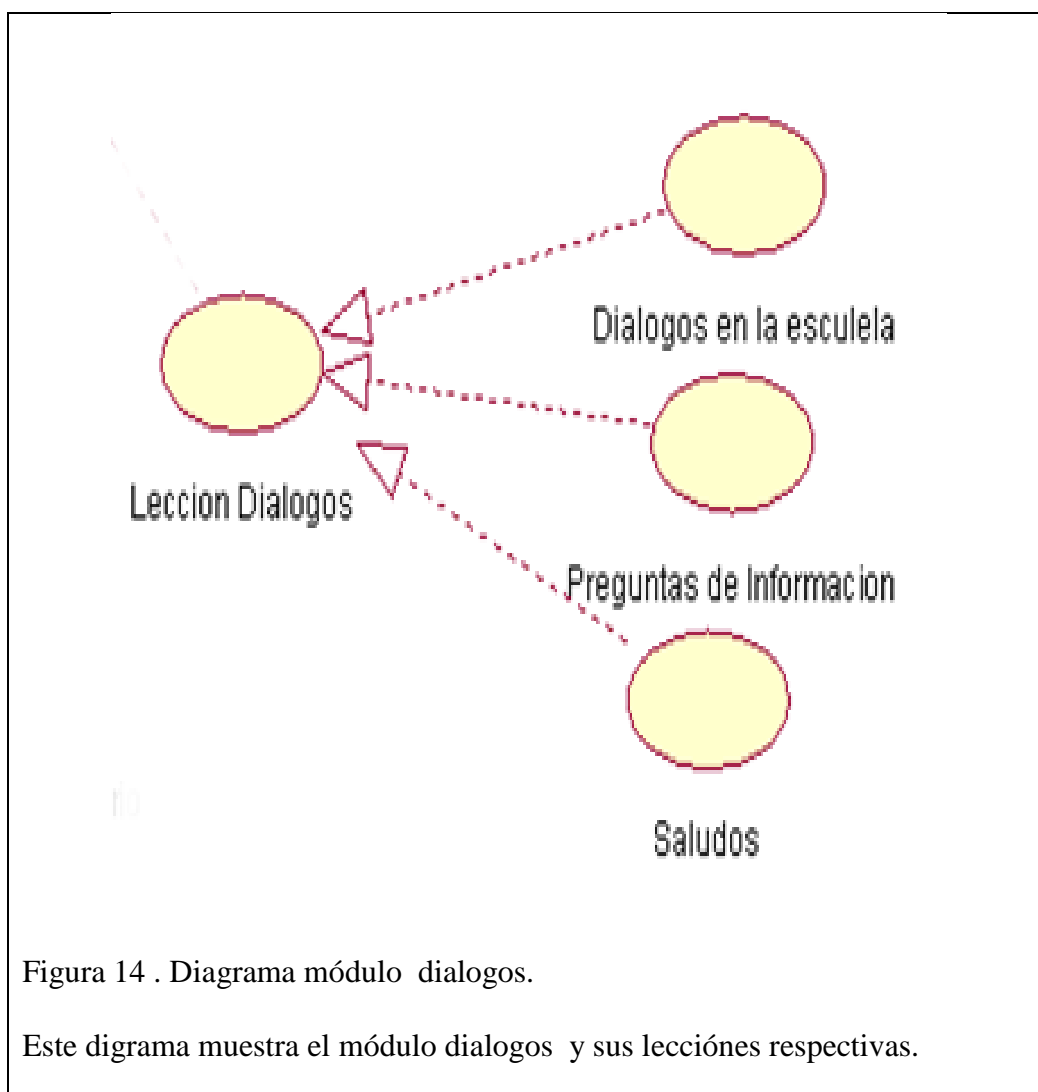 Dialogos en la esculela
Leccion Dialogos
Preguntas de Informacion
Saludos
Figura 14 . Diagrama módulo dialogos.
Este digrama muestra el módulo dialogos y sus lecciónes respectivas.